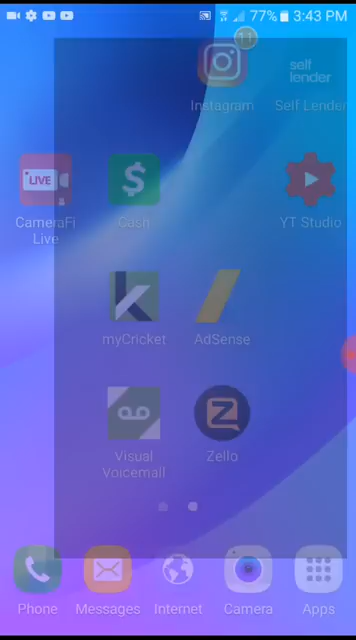 77% 3:43 PM
11
self
lender
Instagram
Self Lender
LIVE
$
CameraFi
Live
Cash
YT Studio
myCricket
AdSense
Visual
Voicemail
Zello
Phone
Messages
Internet
Camera
Apps